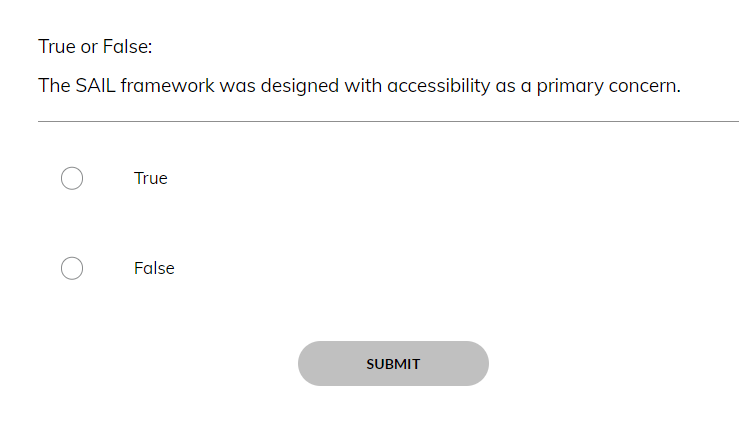 True or False:
The SAIL framework was designed with accessibility as a primary concern.
True
False
SUBMIT